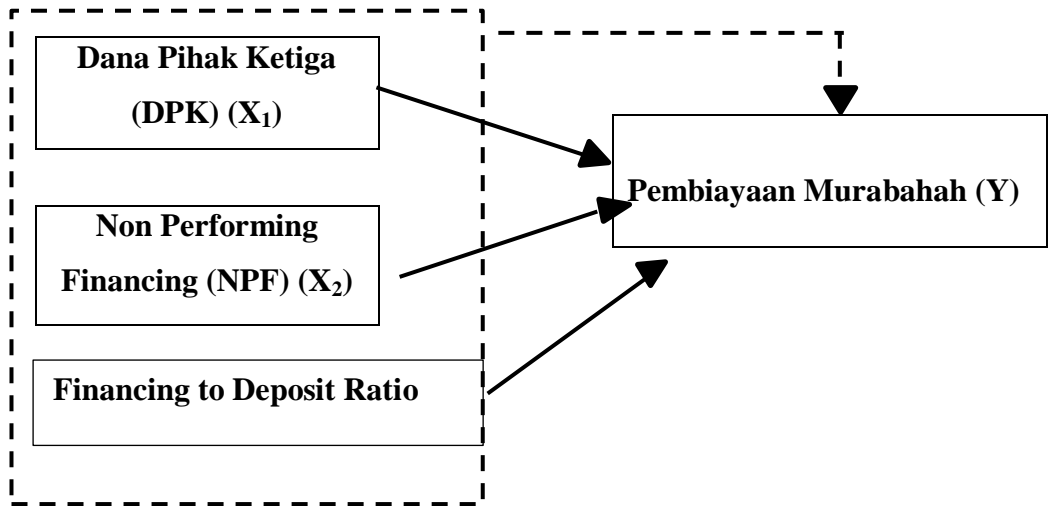 Dana Pihak Ketiga
(DPK) (X₁)
Non Performing
Financing (NPF) (X₂)
Financing to Deposit Ratio
Pembiayaan Murabahah (Y)